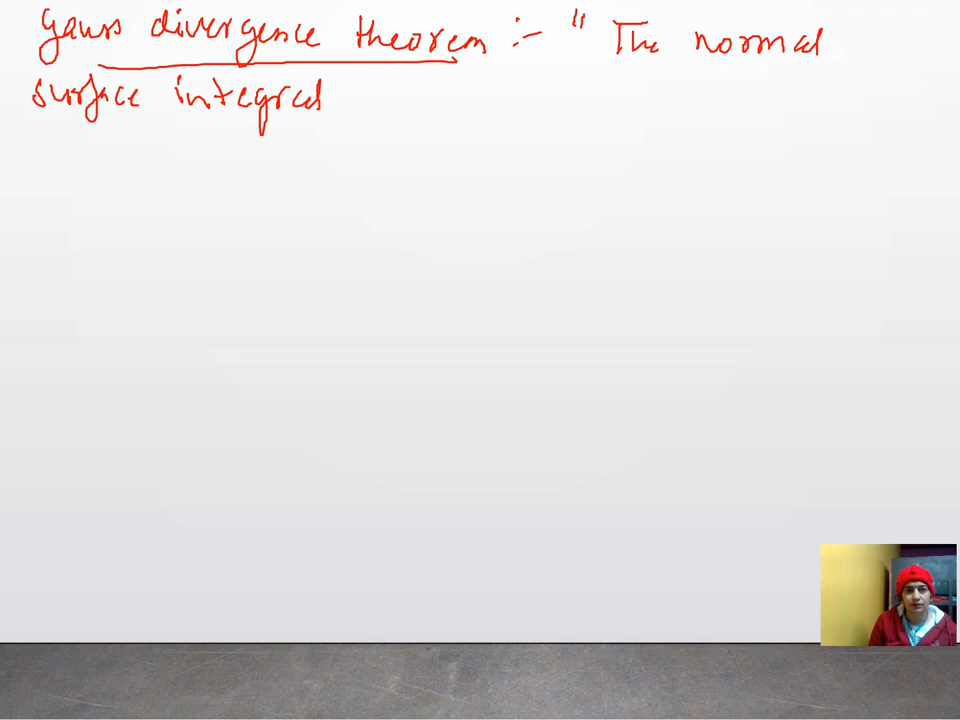 Gauss divergence theorem :- " The normal
surface integral